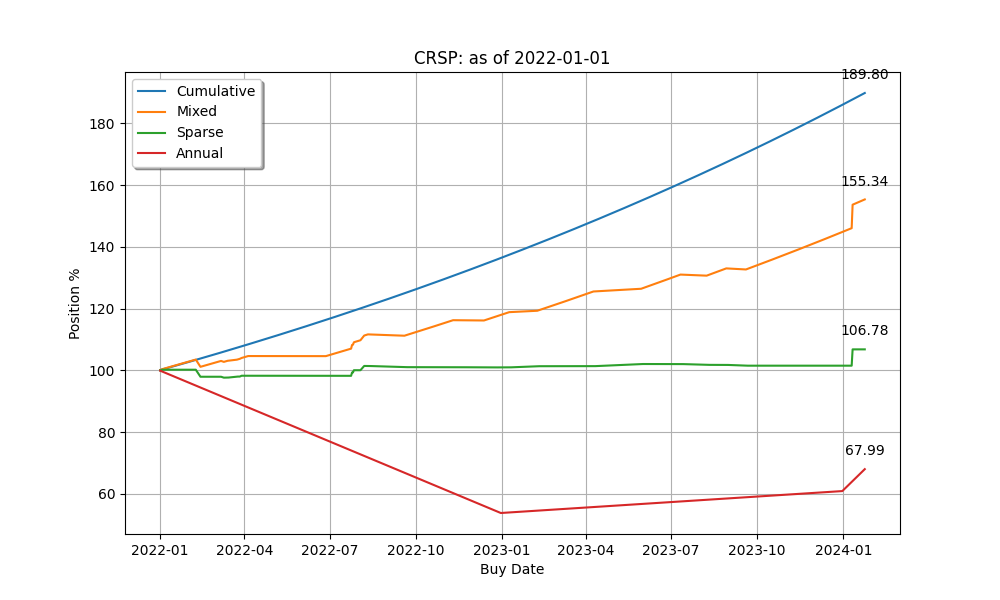 CRSP: as of 2022-01-01
189.80
Cumulative
Mixed
Sparse
Annual
180
160
155.34
140
120
106.78
100
80
67.99
60
Position %
2022-01 2022-04 2022-07 2022-10 2023-01 2023-04 2023-07 2023-10 2024-01
Buy Date